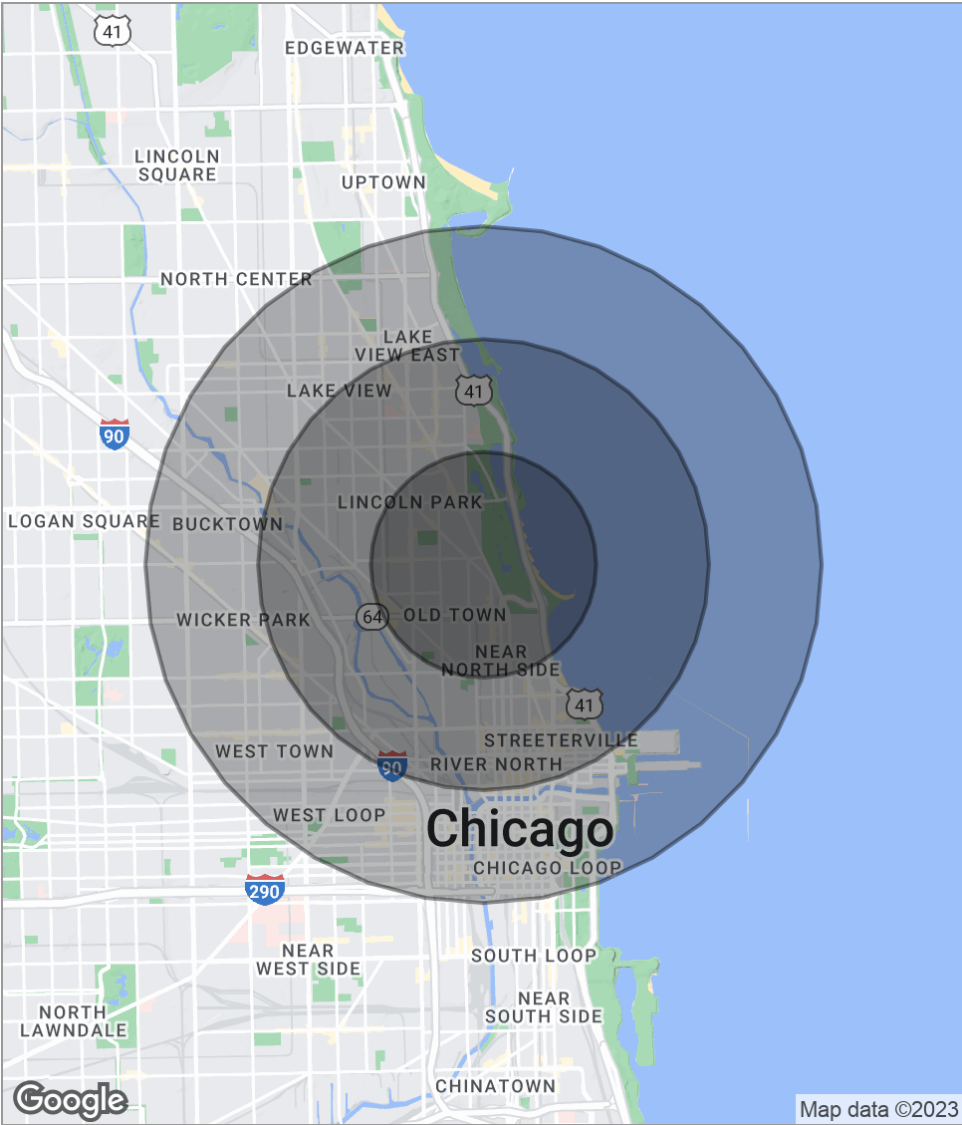 41
EDGEWATER
LINCOLN
SQUARE
UPTOWN
NORTH CENTER
LAKE
VIEW EAST
LAKE VIEW
41
90
LINCOLN PARK
LOGAN SQUARE
BUCKTOWN
WICKER PARK
64
OLD TOWN
NEAR
NORTH SIDE
41
STREETERVILLE
WEST TOWN
90
RIVER NORTH
WEST LOOP
Chicago
CHICAGO LOOP
290
NEAR
WEST SIDE
SOUTH LOOP
NORTH
LAWNDALE
NEAR
SOUTH SIDE
CHINATOWN
Google
Map data ©2023